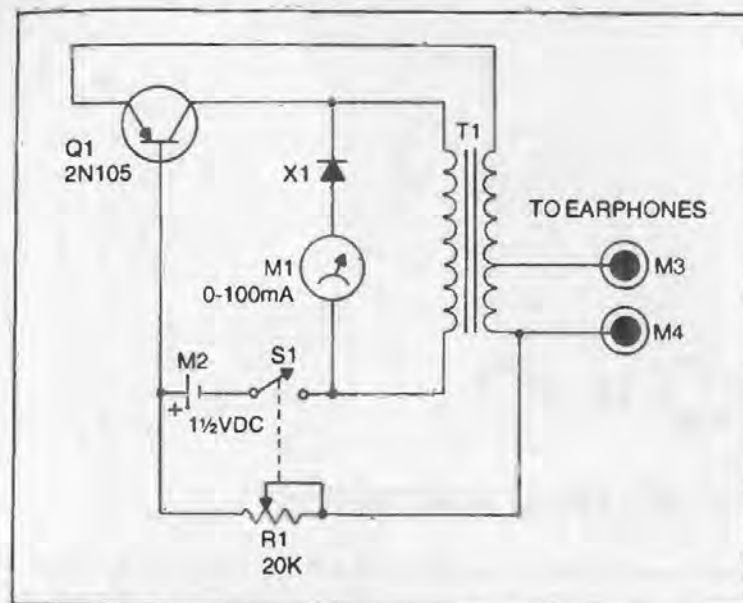 Q1
2N105
X1
T1
TO EARPHONES
M1
0-100mA
M3
M4
M2
S1
+
1½VDC
R1
20K